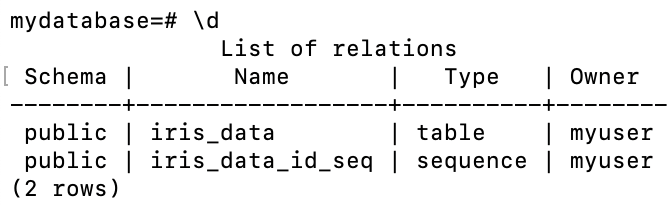 mydatabase=# \d
List of relations
[ Schema | Name | Type | Owner
--------+------------------+----------+--------
public | iris_data | table | myuser
public | iris_data_id_seq | sequence | myuser
(2 rows)